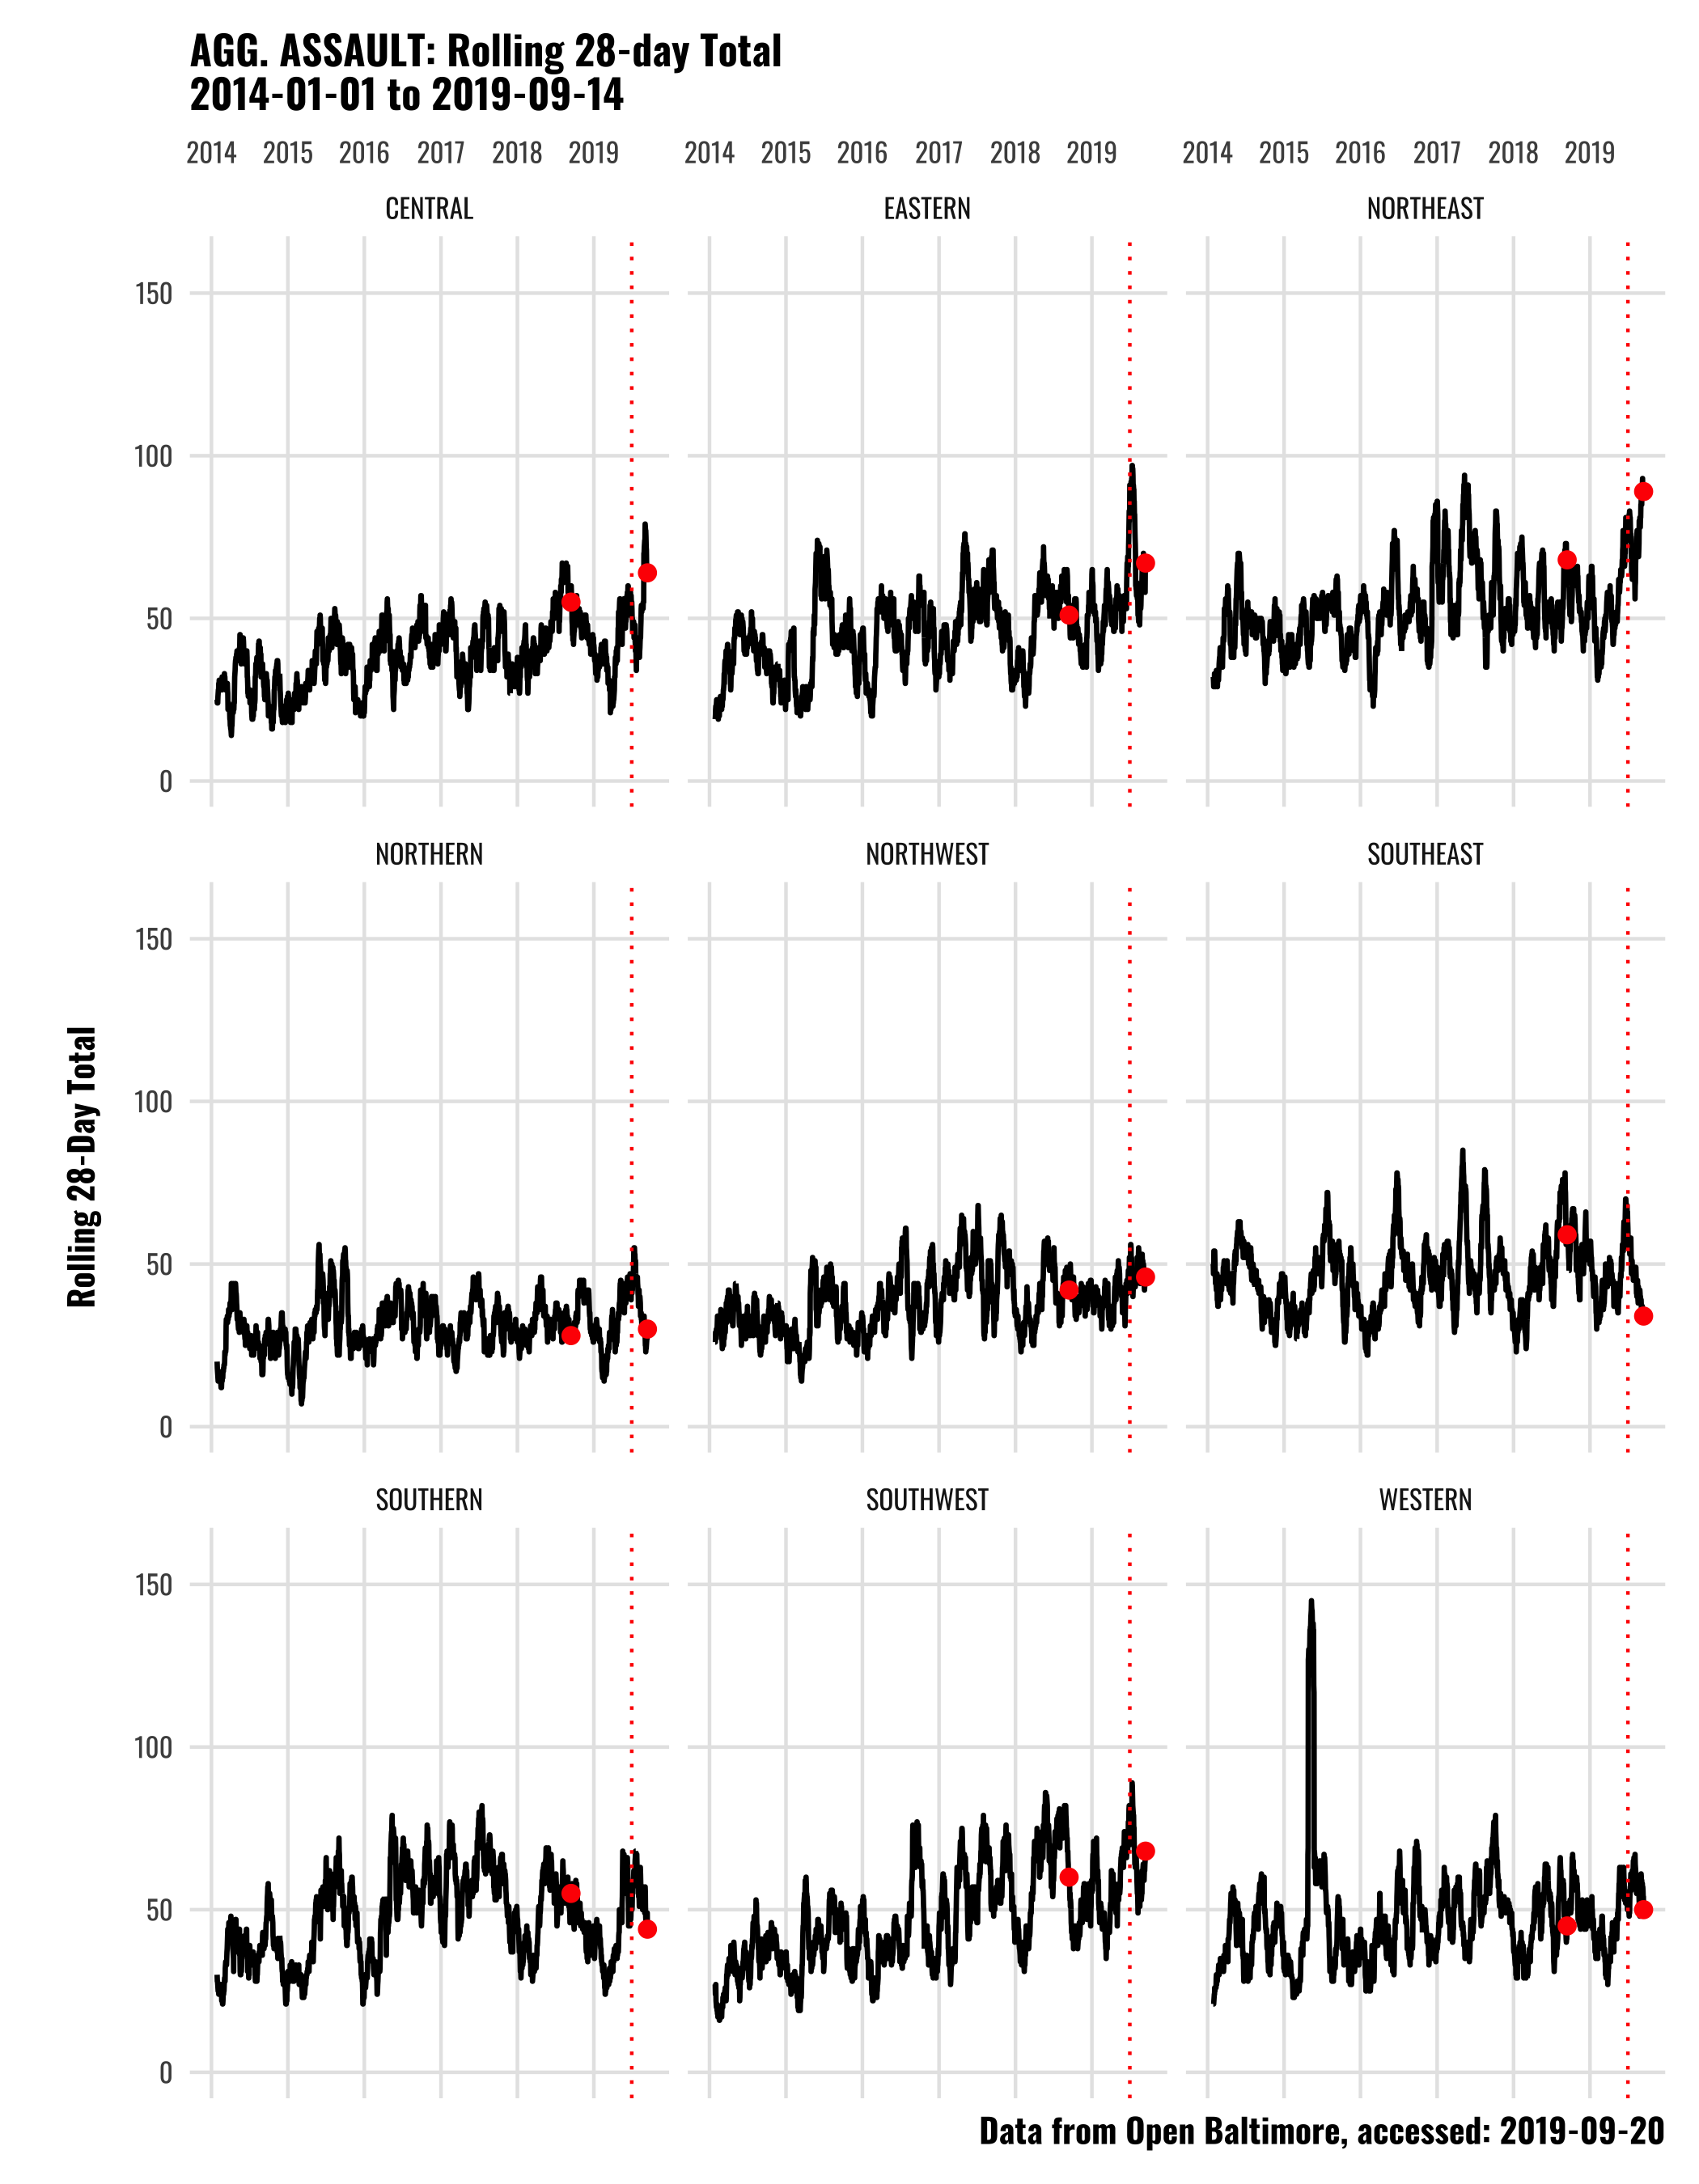 AGG. ASSAULT: Rolling 28-day Total
2014-01-01 to 2019-09-14
2014 2015 2016 2017 2018 2019 2014 2015 2016 2017 2018 2019 2014 2015 2016 2017 2018 2019
CENTRAL EASTERN NORTHEAST
150
100
50
0
NORTHERN NORTHWEST SOUTHEAST
150
100
50
0
Rolling 28-Day Total
SOUTHERN SOUTHWEST WESTERN
150
100
50
0
Data from Open Baltimore, accessed: 2019-09-20